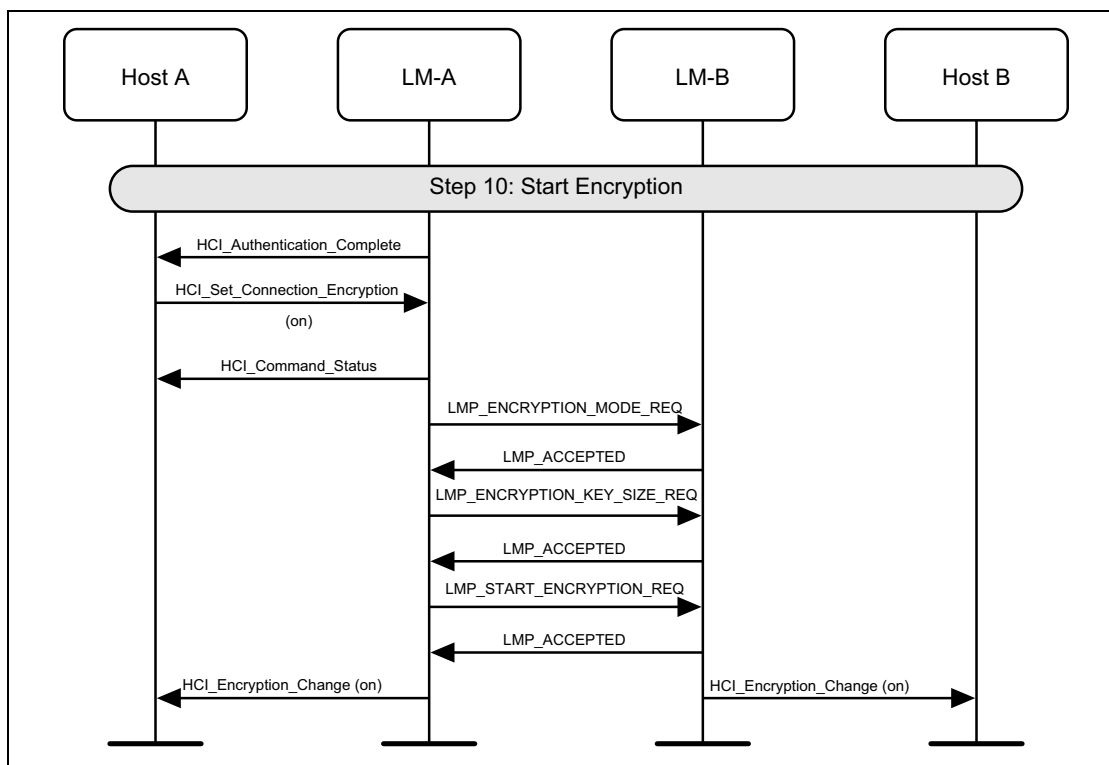 Host A
LM-A
LM-B
Host B
Step 10: Start Encryption
HCI_Authentication_Complete
HCI_Set_Connection_Encryption
(on)
HCI_Command_Status
LMP_ENCRYPTION_MODE_REQ
LMP_ACCEPTED
LMP_ENCRYPTION_KEY_SIZE_REQ
LMP_ACCEPTED
LMP_START_ENCRYPTION_REQ
LMP_ACCEPTED
HCI_Encryption_Change (on)
HCI_Encryption_Change (on)